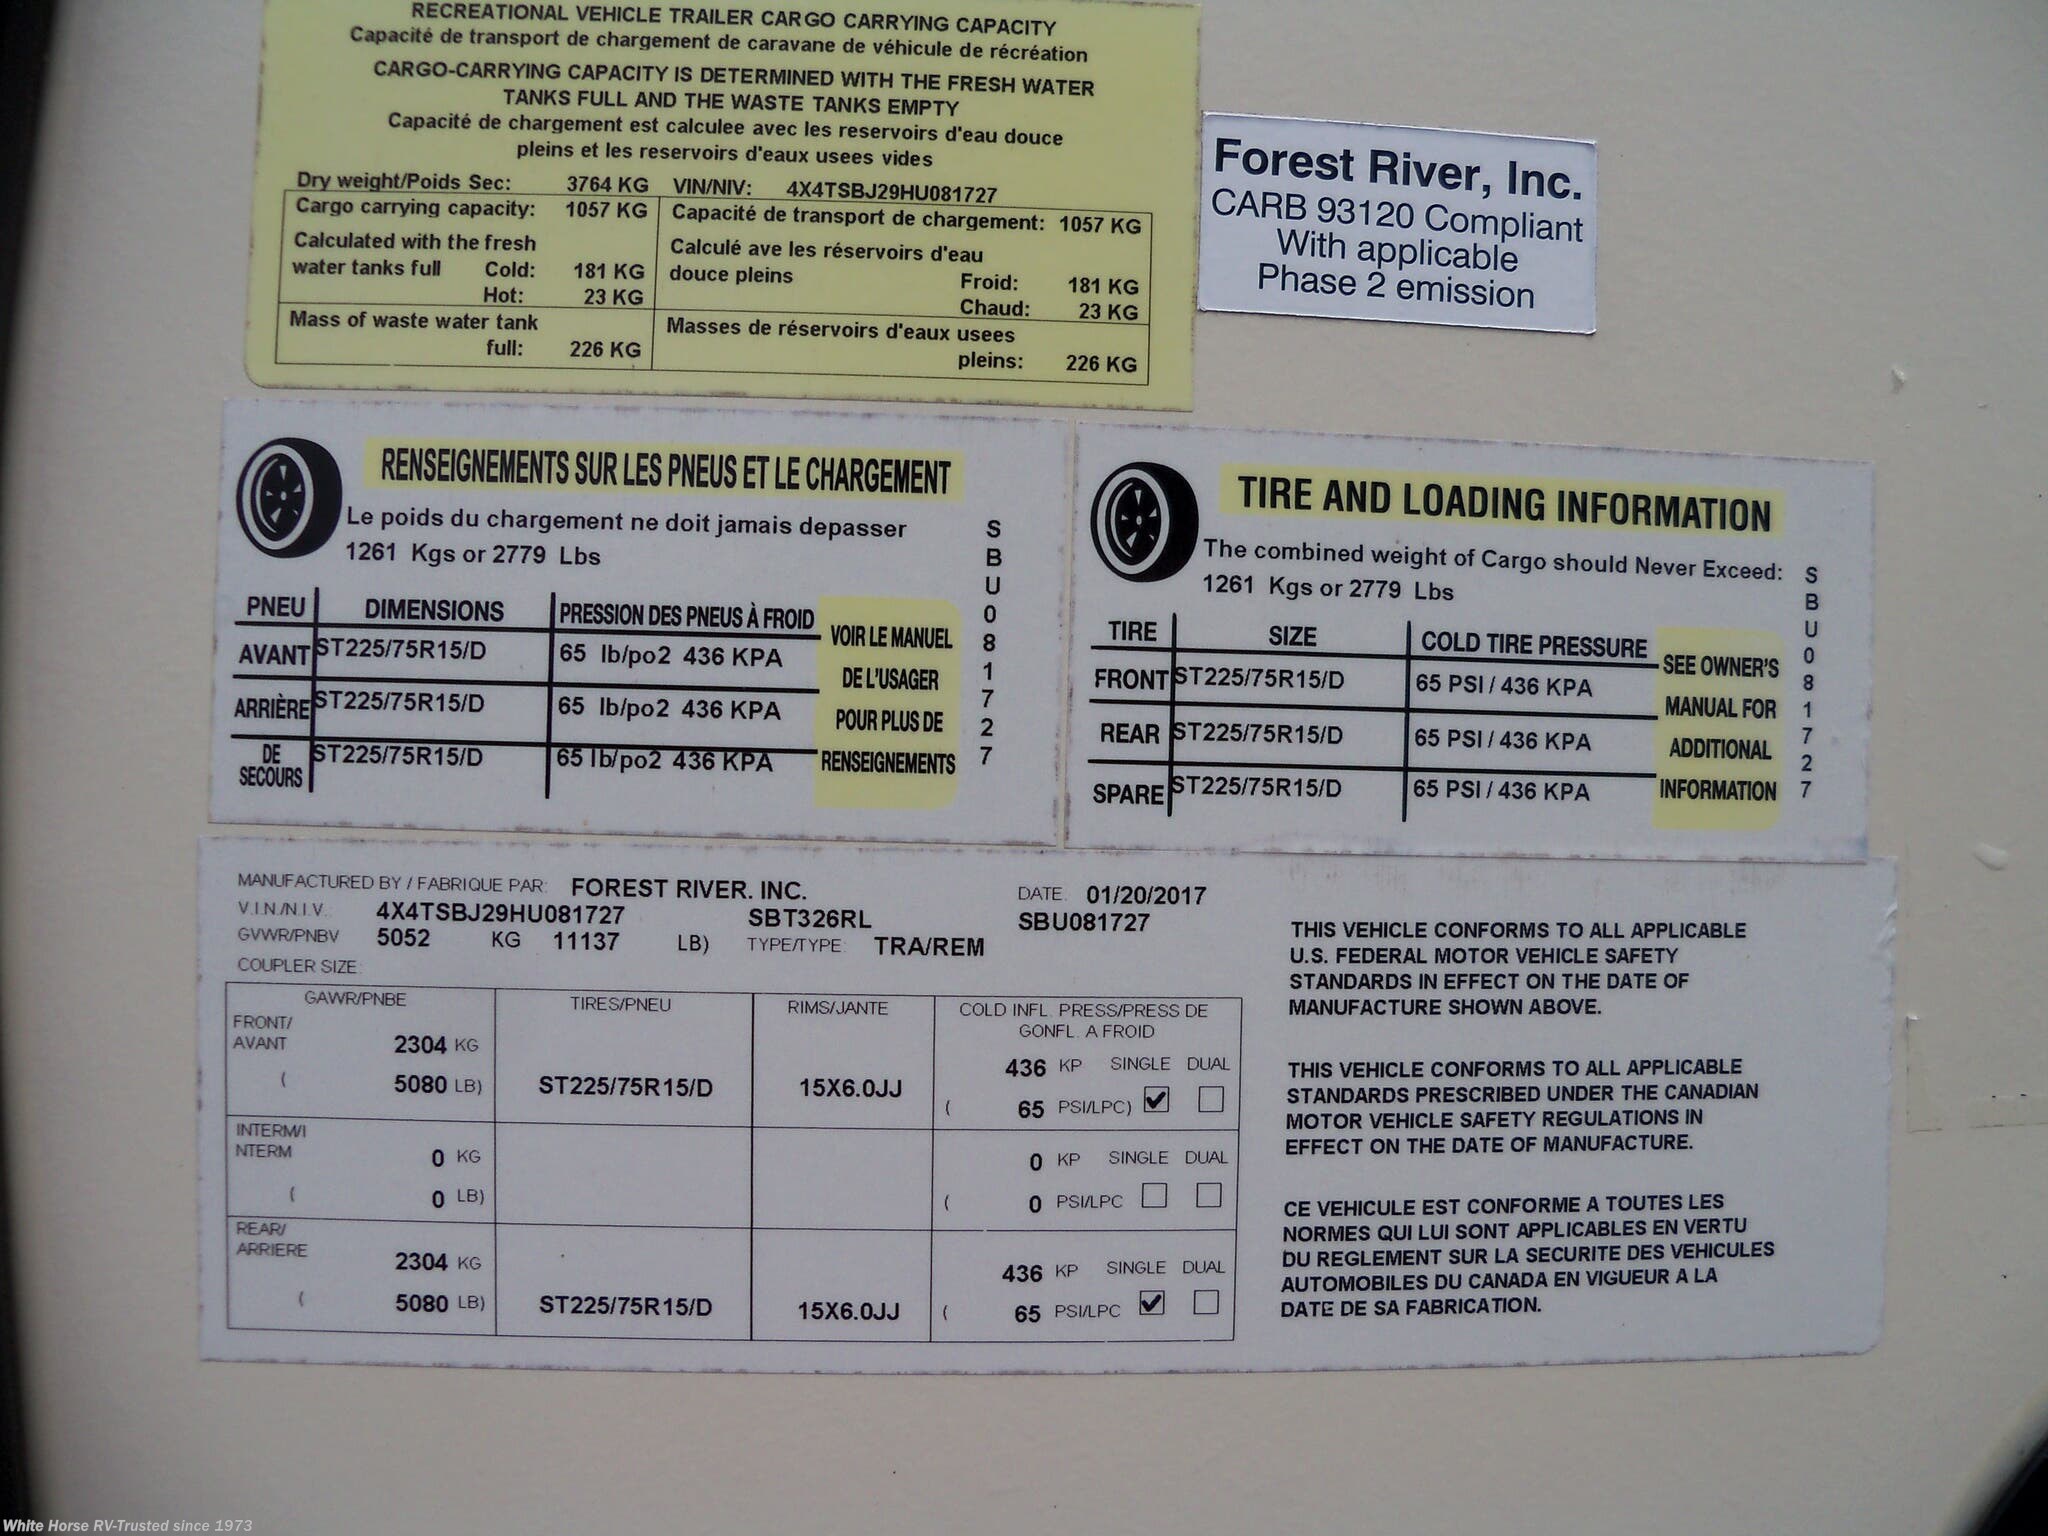 RECREATIONAL VEHICLE TRAILER CARGO CARRYING CAPACITY
Capacité de transport de chargement de caravane de véhicule de récréation
CARGO-CARRYING CAPACITY IS DETERMINED WITH THE FRESH WATER
TANKS FULL AND THE WASTE TANKS EMPTY
Capacité de chargement est calculee avec les reservoirs d'eau douce
pleins et les reservoirs d'eaux usees vides
Dry weight/Poids Sec: 3764 KG VIN/NIV: 4X4TSBJ29HU081727
Cargo carrying capacity: 1057 KG
Calculated with the fresh
water tanks full Cold: 181 KG
Hot: 23 KG
Mass of waste water tank
full: 226 KG
Capacité de transport de chargement: 1057 KG
Calculé ave les réservoirs d'eau
douce pleins Froid: 181 KG
Chaud: 23 KG
Masses de réservoirs d'eaux usees
pleins: 226 KG
Forest River, Inc.
CARB 93120 Compliant
With applicable
Phase 2 emission
RENSEIGNEMENTS SUR LES PNEUS ET LE CHARGEMENT
Le poids du chargement ne doit jamais depasser
1261 Kgs or 2779 Lbs
PNEU DIMENSIONS PRESSION DES PNEUS À FROID
AVANT ST225/75R15/D 65 lb/po2 436 KPA
ARRIÈRE ST225/75R15/D 65 lb/po2 436 KPA
DE
SECOURS ST225/75R15/D 65 lb/po2 436 KPA
VOIR LE MANUEL
DE L'USAGER
POUR PLUS DE
RENSEIGNEMENTS
SBU081727
TIRE AND LOADING INFORMATION
The combined weight of Cargo should Never Exceed:
1261 Kgs or 2779 Lbs
TIRE SIZE COLD TIRE PRESSURE
FRONT ST225/75R15/D 65 PSI / 436 KPA
REAR ST225/75R15/D 65 PSI / 436 KPA
SPARE ST225/75R15/D 65 PSI / 436 KPA
SEE OWNER'S
MANUAL FOR
ADDITIONAL
INFORMATION
SBU081727
MANUFACTURED BY / FABRIQUE PAR: FOREST RIVER. INC. DATE. 01/20/2017
V.I.N./N.I.V. 4X4TSBJ29HU081727 SBT326RL SBU081727
GVWR/PNBV 5052 KG 11137 LB) TYPE/TYPE: TRA/REM
COUPLER SIZE:
GAWR/PNBE TIRES/PNEU RIMS/JANTE COLD INFL. PRESS/PRESS DE
GONFL. A FROID
FRONT/
AVANT 2304 KG 436 KP SINGLE DUAL
( 5080 LB) ST225/75R15/D 15X6.0JJ ( 65 PSI/LPC)
INTERM/I
NTERM 0 KG 0 KP SINGLE DUAL
( 0 LB) ( 0 PSI/LPC
REAR/
ARRIERE 2304 KG 436 KP SINGLE DUAL
( 5080 LB) ST225/75R15/D 15X6.0JJ ( 65 PSI/LPC
THIS VEHICLE CONFORMS TO ALL APPLICABLE
U.S. FEDERAL MOTOR VEHICLE SAFETY
STANDARDS IN EFFECT ON THE DATE OF
MANUFACTURE SHOWN ABOVE.
THIS VEHICLE CONFORMS TO ALL APPLICABLE
STANDARDS PRESCRIBED UNDER THE CANADIAN
MOTOR VEHICLE SAFETY REGULATIONS IN
EFFECT ON THE DATE OF MANUFACTURE.
CE VEHICULE EST CONFORME A TOUTES LES
NORMES QUI LUI SONT APPLICABLES EN VERTU
DU REGLEMENT SUR LA SECURITE DES VEHICULES
AUTOMOBILES DU CANADA EN VIGUEUR A LA
DATE DE SA FABRICATION.
White Horse RV-Trusted since 1973